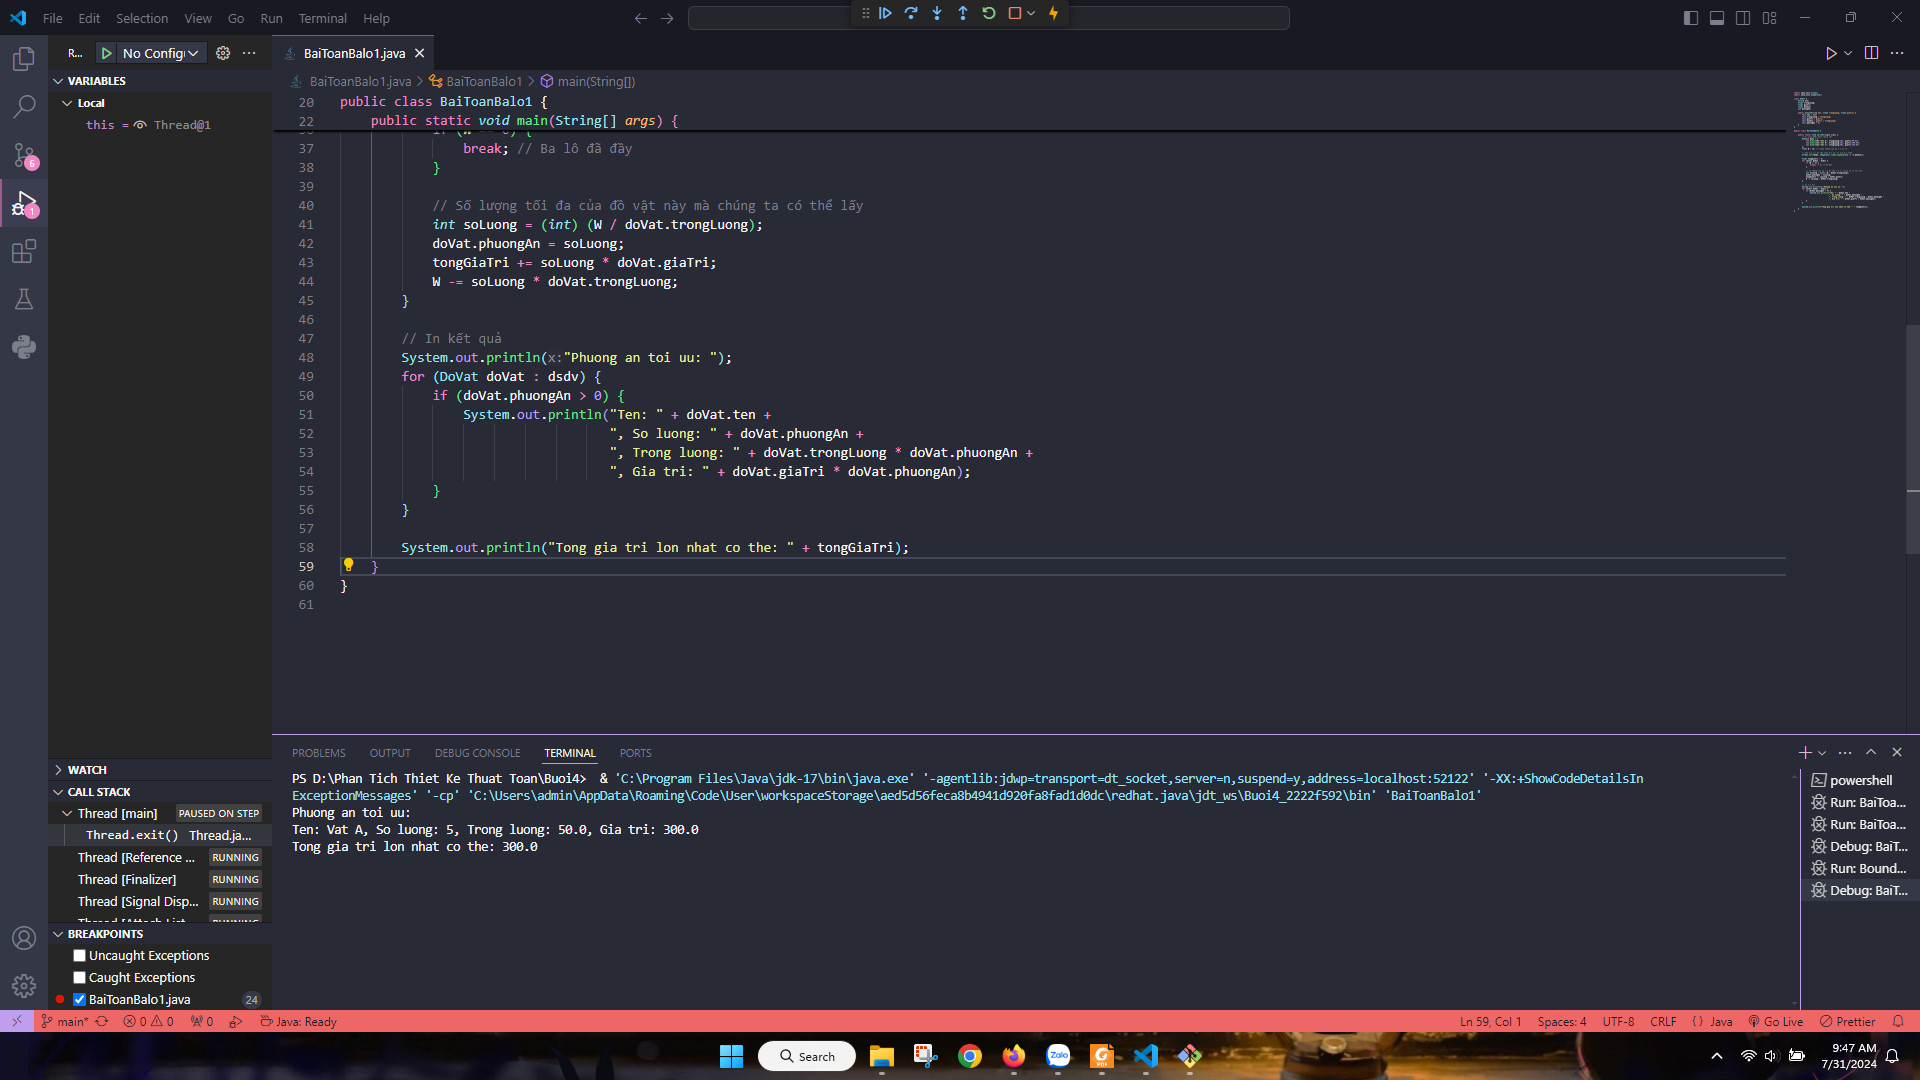 File Edit Selection View Go Run Terminal Help
R... No Config
BaiToanBalo1.java
VARIABLES
Local
this = Thread@1
BaiToanBalo1.java > BaiToanBalo1 > main(String[])
20 public class BaiToanBalo1 {
22 public static void main(String[] args) {
37 break; // Ba lô đã đầy
38 }
39
40 // Số lượng tối đa của đồ vật này mà chúng ta có thể lấy
41 int soLuong = (int) (W / doVat.trongLuong);
42 doVat.phuongAn = soLuong;
43 tongGiaTri += soLuong * doVat.giaTri;
44 W -= soLuong * doVat.trongLuong;
45 }
46
47 // In kết quả
48 System.out.println(x:"Phuong an toi uu: ");
49 for (DoVat doVat : dsdv) {
50 if (doVat.phuongAn > 0) {
51 System.out.println("Ten: " + doVat.ten +
52 ", So luong: " + doVat.phuongAn +
53 ", Trong luong: " + doVat.trongLuong * doVat.phuongAn +
54 ", Gia tri: " + doVat.giaTri * doVat.phuongAn);
55 }
56 }
57
58 System.out.println("Tong gia tri lon nhat co the: " + tongGiaTri);
59 }
60 }
61
6
1
WATCH
CALL STACK
Thread [main] PAUSED ON STEP
Thread.exit() Thread.ja...
Thread [Reference ... RUNNING
Thread [Finalizer] RUNNING
Thread [Signal Disp... RUNNING
BREAKPOINTS
Uncaught Exceptions
Caught Exceptions
BaiToanBalo1.java 24
PROBLEMS OUTPUT DEBUG CONSOLE TERMINAL PORTS
PS D:\Phan Tich Thiet Ke Thuat Toan\Buoi4> & 'C:\Program Files\Java\jdk-17\bin\java.exe' '-agentlib:jdwp=transport=dt_socket,server=n,suspend=y,address=localhost:52122' '-XX:+ShowCodeDetailsIn
ExceptionMessages' '-cp' 'C:\Users\admin\AppData\Roaming\Code\User\workspaceStorage\aed5d56feca8b4941d920fa8fad1d0dc\redhat.java\jdt_ws\Buoi4_2222f592\bin' 'BaiToanBalo1'
Phuong an toi uu:
Ten: Vat A, So luong: 5, Trong luong: 50.0, Gia tri: 300.0
Tong gia tri lon nhat co the: 300.0
powershell
Run: BaiToa...
Run: BaiToa...
Debug: BaiT...
Run: Bound...
Debug: BaiT...
main* 0 0 0 Java: Ready
Ln 59, Col 1 Spaces: 4 UTF-8 CRLF {} Java Go Live Prettier
Search
Zalo
PDF
9:47 AM
7/31/2024